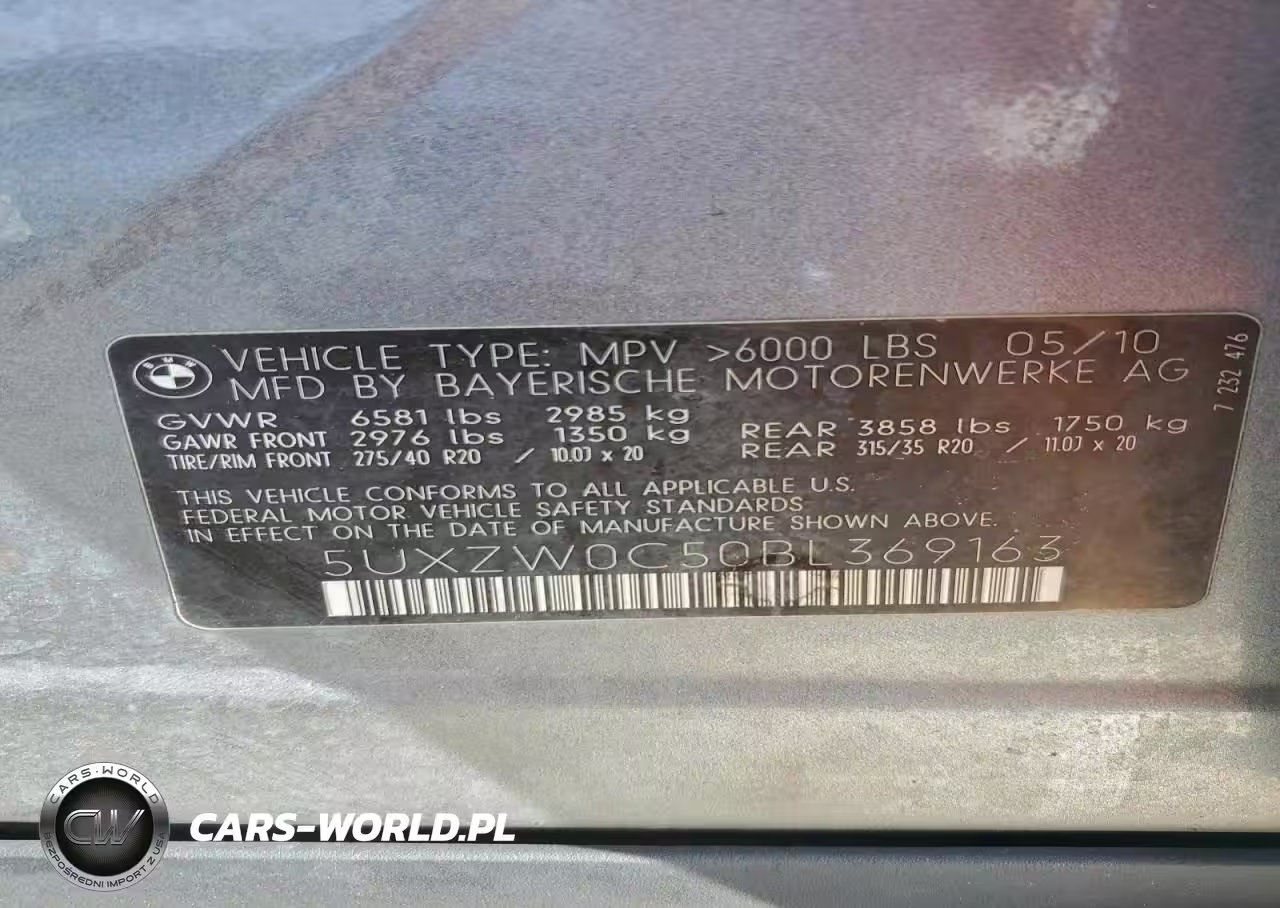 VEHICLE TYPE: MPV >6000 LBS 05/10
MFD BY BAYERISCHE MOTORENWERKE AG
GVWR 6581 lbs 2985 kg
GAWR FRONT 2976 lbs 1350 kg REAR 3858 lbs 1750 kg
TIRE/RIM FRONT 275/40 R20 / 10.0J x 20 REAR 315/35 R20 / 11.0J x 20
7 232 476
THIS VEHICLE CONFORMS TO ALL APPLICABLE U.S.
FEDERAL MOTOR VEHICLE SAFETY STANDARDS
IN EFFECT ON THE DATE OF MANUFACTURE SHOWN ABOVE.
5UXZW0C50BL369163
CARS-WORLD
CW
BEZPOŚREDNI IMPORT Z USA
CARS-WORLD.PL